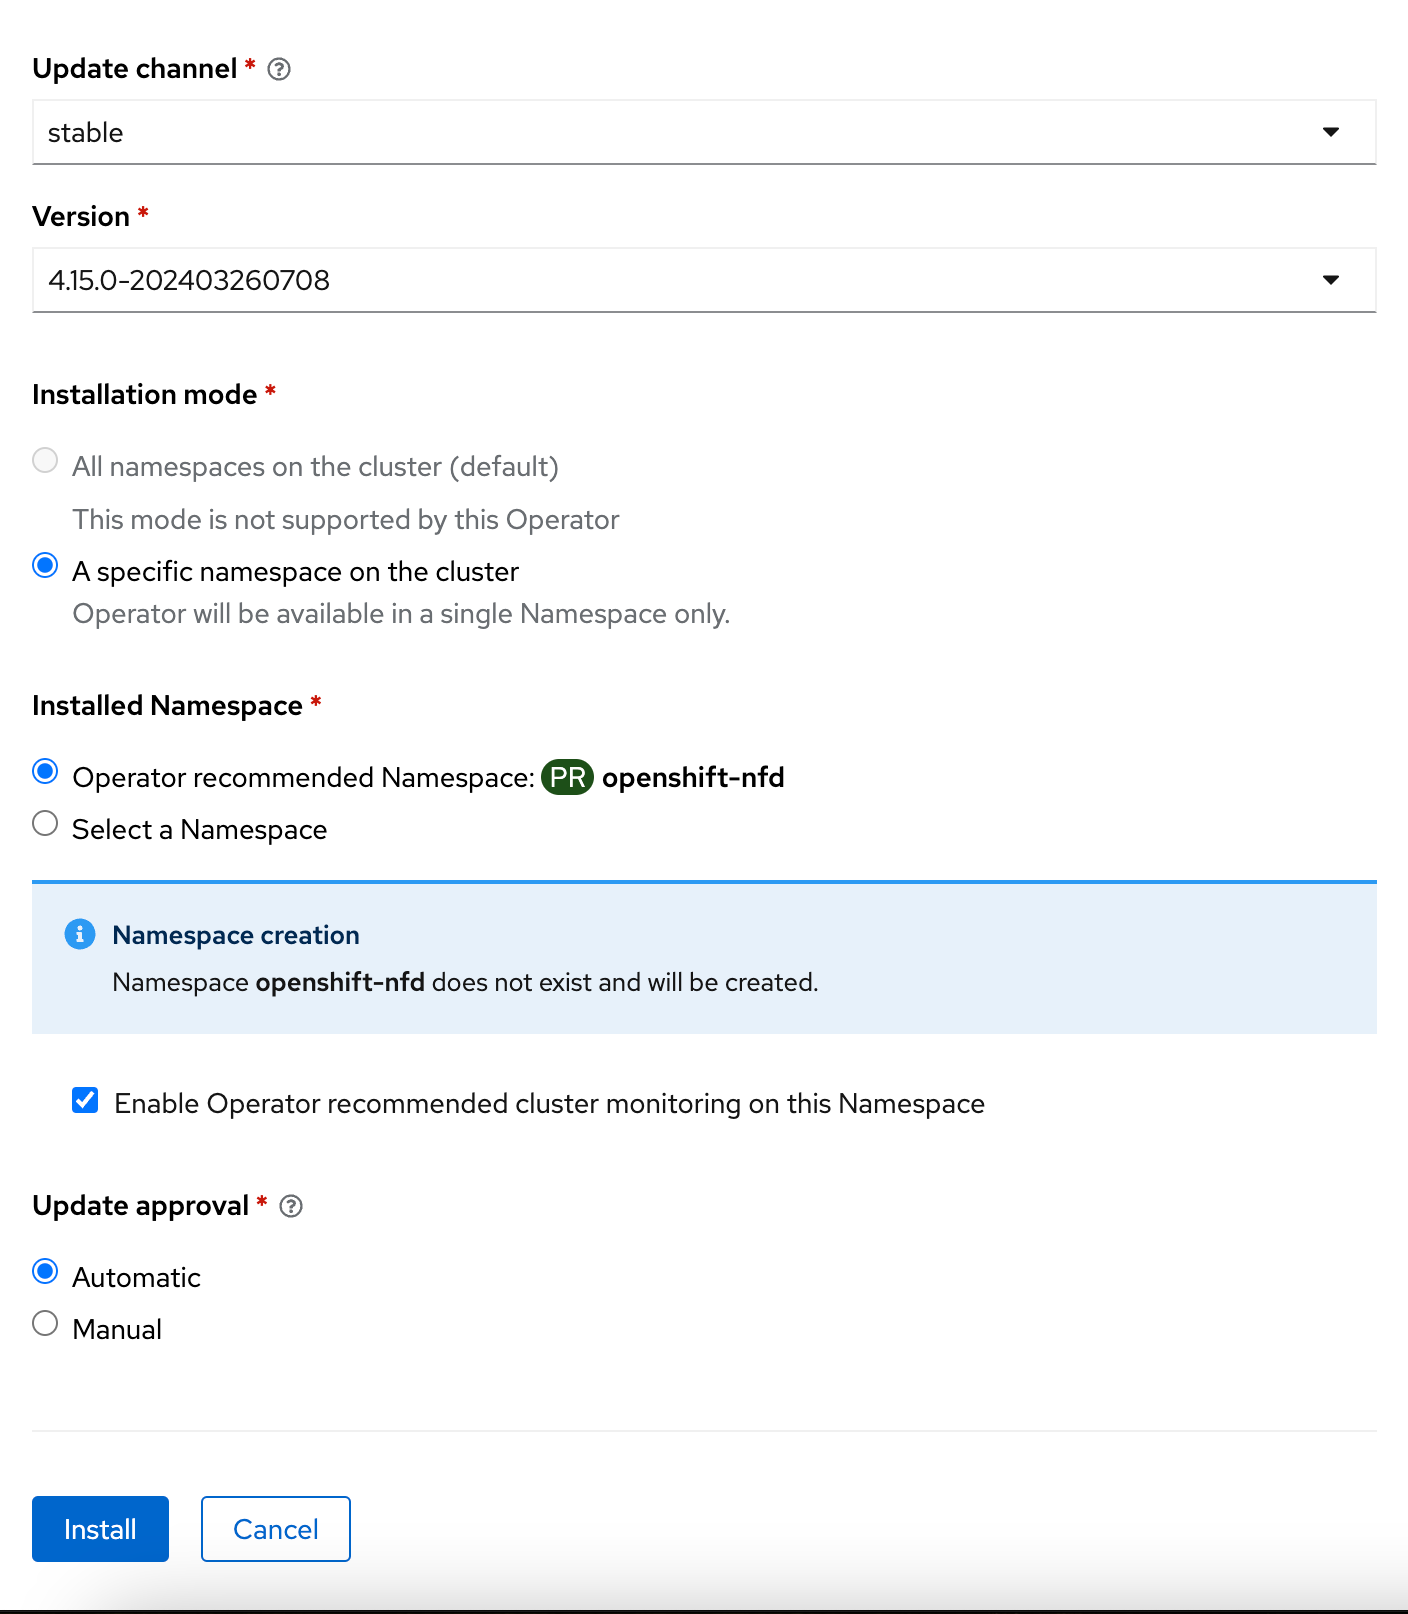 Update channel *
stable
Version *
4.15.0-202403260708
Installation mode *
All namespaces on the cluster (default)
This mode is not supported by this Operator
A specific namespace on the cluster
Operator will be available in a single Namespace only.
Installed Namespace *
Operator recommended Namespace: PR openshift-nfd
Select a Namespace
Namespace creation
Namespace openshift-nfd does not exist and will be created.
Enable Operator recommended cluster monitoring on this Namespace
Update approval *
Automatic
Manual
Install Cancel